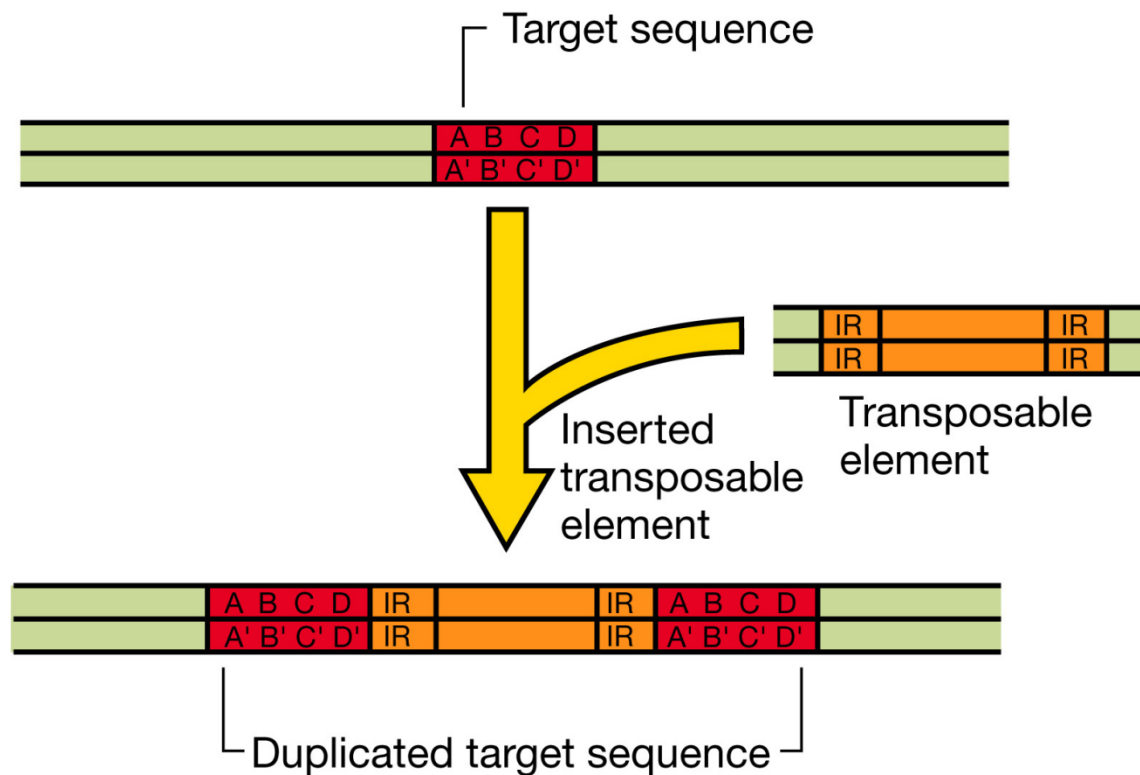 Target sequence
A B C D
A' B' C' D'
IR IR
IR IR
Transposable
element
Inserted
transposable
element
A B C D IR IR A B C D
A' B' C' D' IR IR A' B' C' D'
Duplicated target sequence